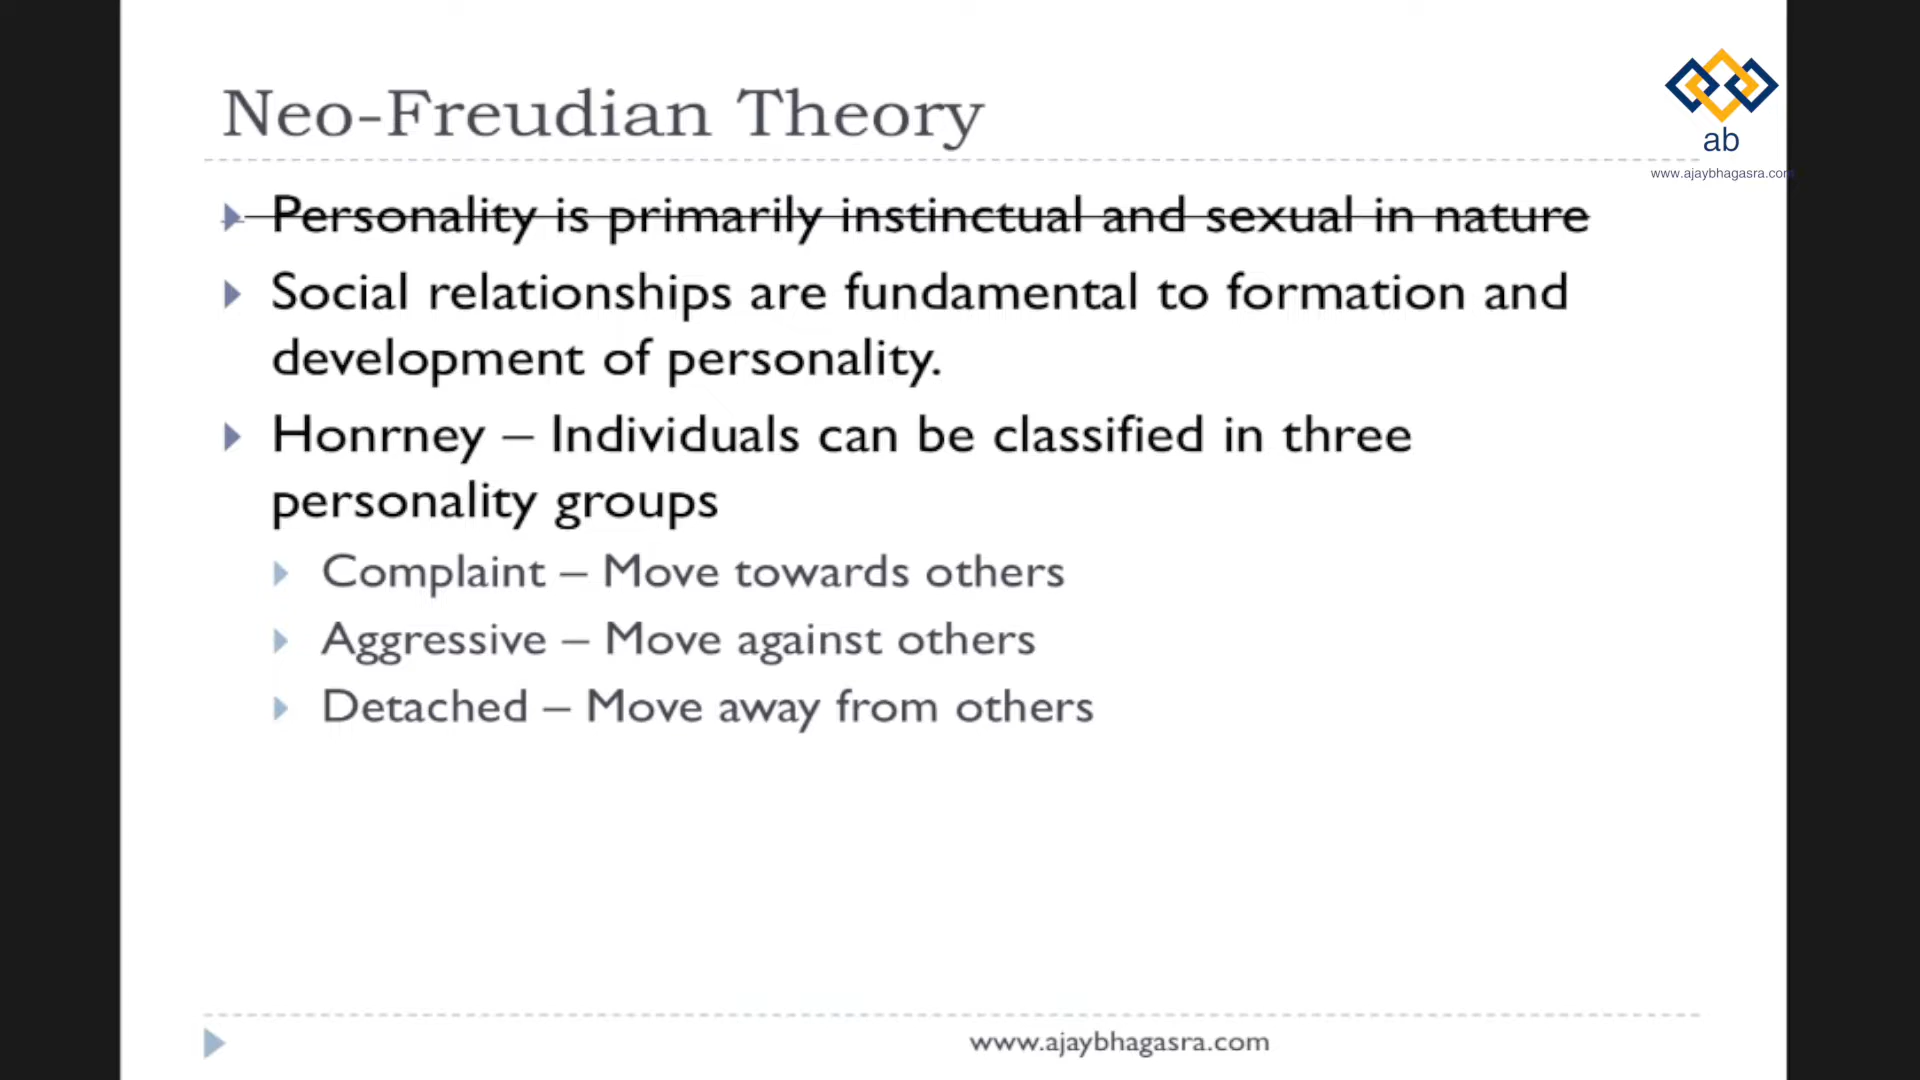 Neo-Freudian Theory
ab
www.ajaybhagasra.com
Personality is primarily instinctual and sexual in nature
Social relationships are fundamental to formation and
development of personality.
Honrney – Individuals can be classified in three
personality groups
Complaint – Move towards others
Aggressive – Move against others
Detached – Move away from others
www.ajaybhagasra.com